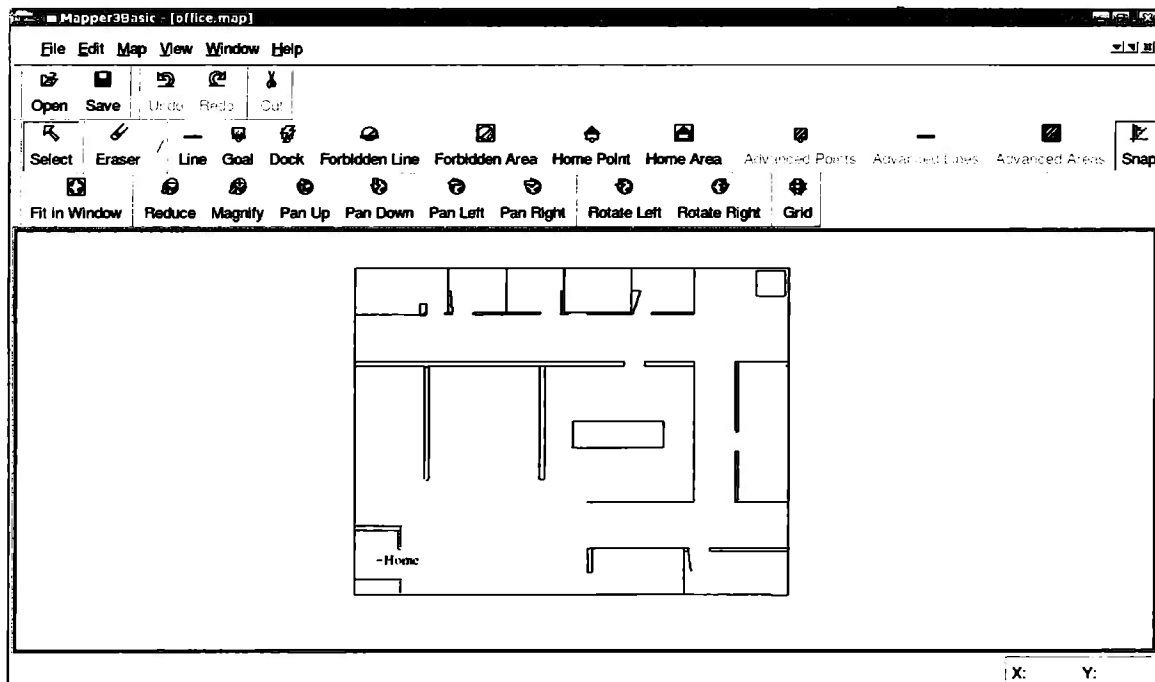 Mapper3Basic - [office.map]
File Edit Map View Window Help
Open Save Undo Redo Cut
Select Eraser Line Goal Dock Forbidden Line Forbidden Area Home Point Home Area Advanced Points Advanced Lines Advanced Areas Snap
Fit in Window Reduce Magnify Pan Up Pan Down Pan Left Pan Right Rotate Left Rotate Right Grid
Home
X: Y: